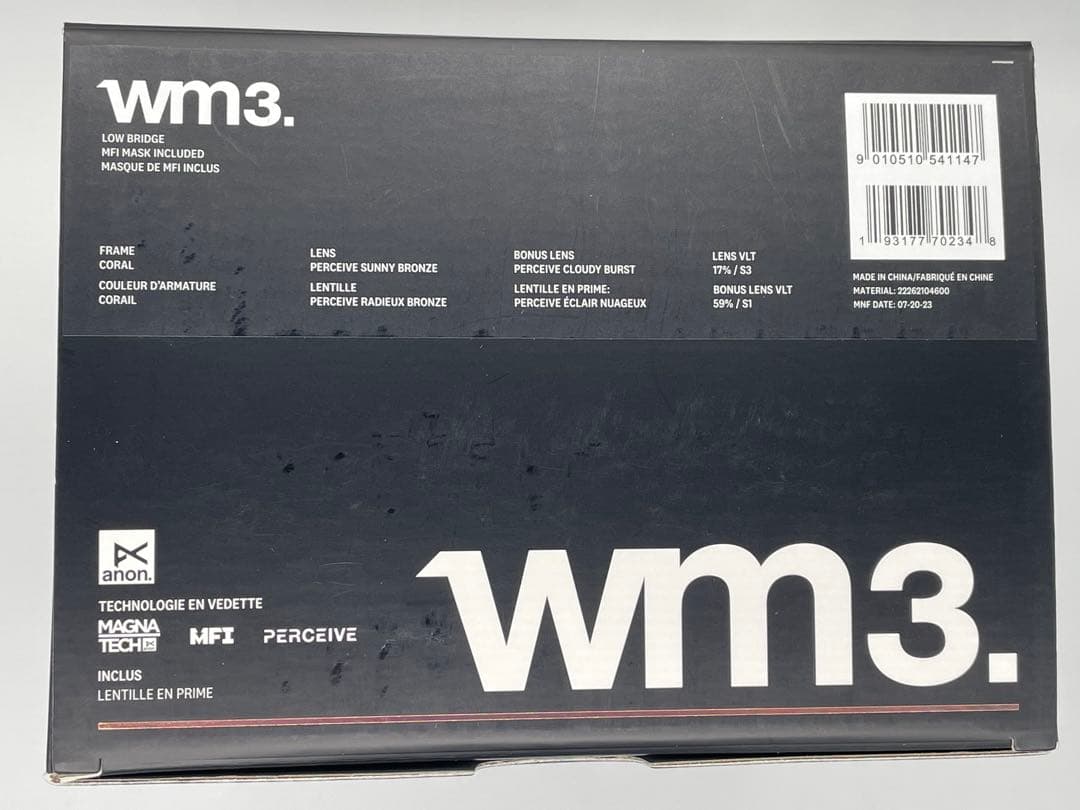 wm3.
LOW BRIDGE
MFI MASK INCLUDED
MASQUE DE MFI INCLUS
9 010510 541147
1 93177 70234 8
FRAME
CORAL
COULEUR D'ARMATURE
CORAIL
LENS
PERCEIVE SUNNY BRONZE
LENTILLE
PERCEIVE RADIEUX BRONZE
BONUS LENS
PERCEIVE CLOUDY BURST
LENTILLE EN PRIME:
PERCEIVE ÉCLAIR NUAGEUX
LENS VLT
17% / S3
BONUS LENS VLT
59% / S1
MADE IN CHINA/FABRIQUÉ EN CHINE
MATERIAL: 22262104600
MNF DATE: 07-20-23
anon.
TECHNOLOGIE EN VEDETTE
MAGNA
TECH
MFI
PERCEIVE
INCLUS
LENTILLE EN PRIME
wm3.